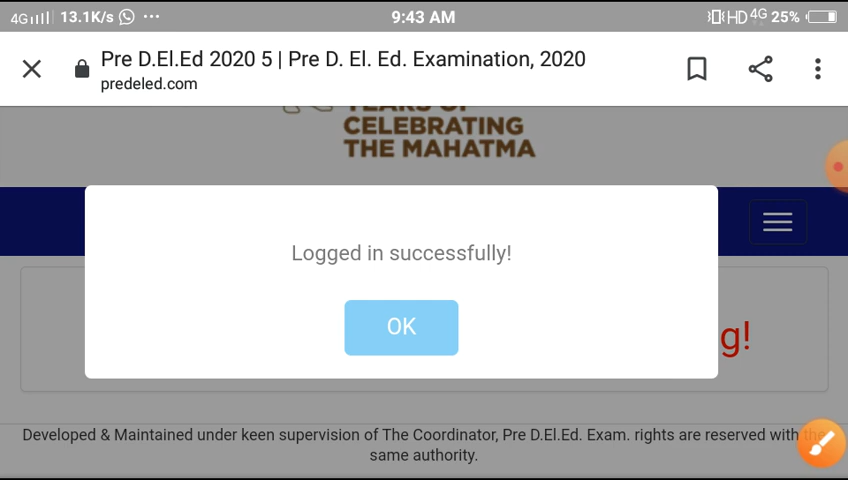 4G 13.1K/s ... 9:43 AM HD 4G 25%
Pre D.El.Ed 2020 5 | Pre D. El. Ed. Examination, 2020
predeled.com
YEARS OF
CELEBRATING
THE MAHATMA
Logged in successfully!
OK
g!
Developed & Maintained under keen supervision of The Coordinator, Pre D.El.Ed. Exam. rights are reserved with the
same authority.